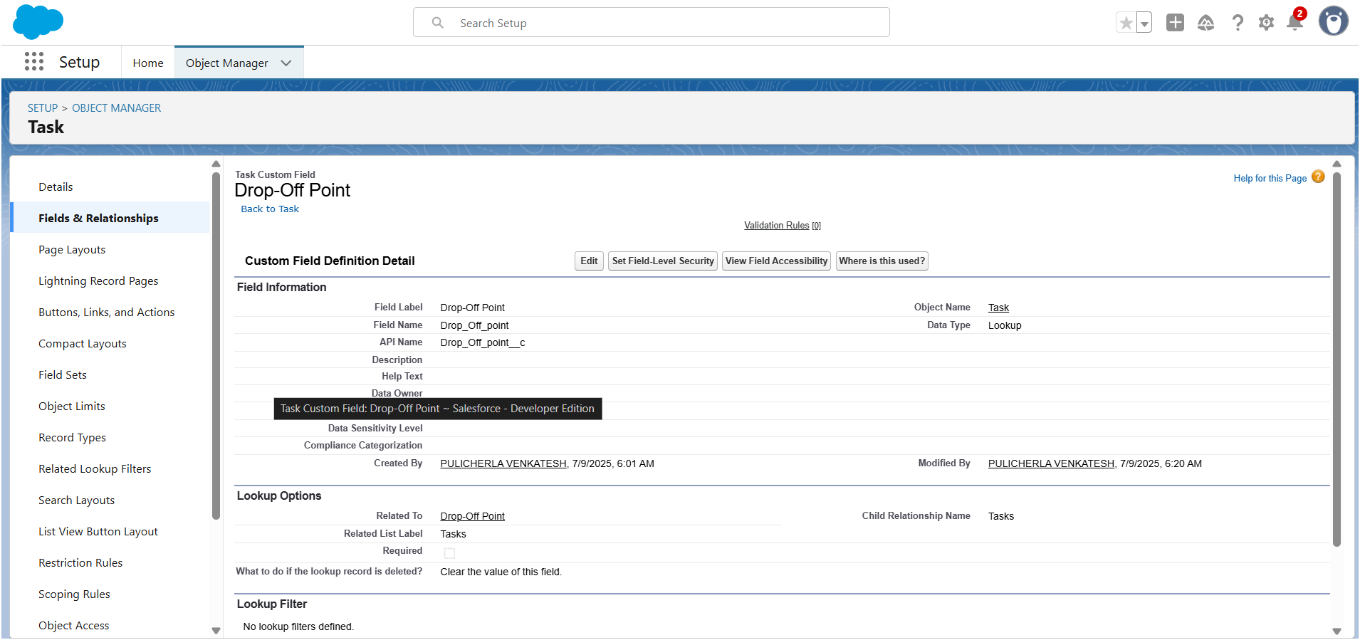 Search Setup
2
Setup
Home
Object Manager
SETUP > OBJECT MANAGER
Task
Details
Fields & Relationships
Page Layouts
Lightning Record Pages
Buttons, Links, and Actions
Compact Layouts
Field Sets
Object Limits
Record Types
Related Lookup Filters
Search Layouts
List View Button Layout
Restriction Rules
Scoping Rules
Object Access
Task Custom Field
Drop-Off Point
Back to Task
Help for this Page ?
Validation Rules [0]
Custom Field Definition Detail
Edit
Set Field-Level Security
View Field Accessibility
Where is this used?
Field Information
Field Label Drop-Off Point
Object Name Task
Field Name Drop_Off_point
Data Type Lookup
API Name Drop_Off_point__c
Description
Help Text
Data Owner
Task Custom Field: Drop-Off Point ~ Salesforce - Developer Edition
Data Sensitivity Level
Compliance Categorization
Created By PULICHERLA VENKATESH, 7/9/2025, 6:01 AM
Modified By PULICHERLA VENKATESH, 7/9/2025, 6:20 AM
Lookup Options
Related To Drop-Off Point
Child Relationship Name Tasks
Related List Label Tasks
Required
What to do if the lookup record is deleted? Clear the value of this field.
Lookup Filter
No lookup filters defined.